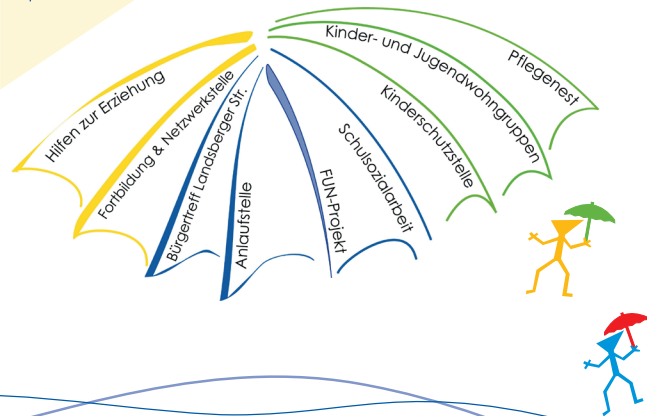 Hilfen zur Erziehung
Fortbildung & Netzwerkstelle
Bürgertreff Landsberger Str.
Anlaufstelle
FUN-Projekt
Schulsozialarbeit
Kinderschutzstelle
Kinder- und Jugendwohngruppen
Pflegenest